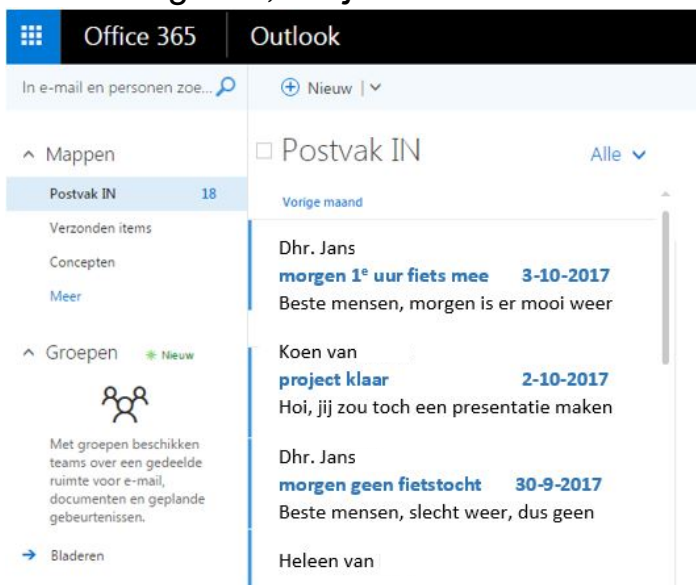 Office 365 Outlook
In e-mail en personen zoe...
Nieuw
Mappen
Postvak IN 18
Verzonden items
Concepten
Meer
Groepen Nieuw
Met groepen beschikken
teams over een gedeelde
ruimte voor e-mail,
documenten en geplande
gebeurtenissen.
Bladeren
Postvak IN Alle
Vorige maand
Dhr. Jans
morgen 1e uur fiets mee 3-10-2017
Beste mensen, morgen is er mooi weer
Koen van
project klaar 2-10-2017
Hoi, jij zou toch een presentatie maken
Dhr. Jans
morgen geen fietstocht 30-9-2017
Beste mensen, slecht weer, dus geen
Heleen van